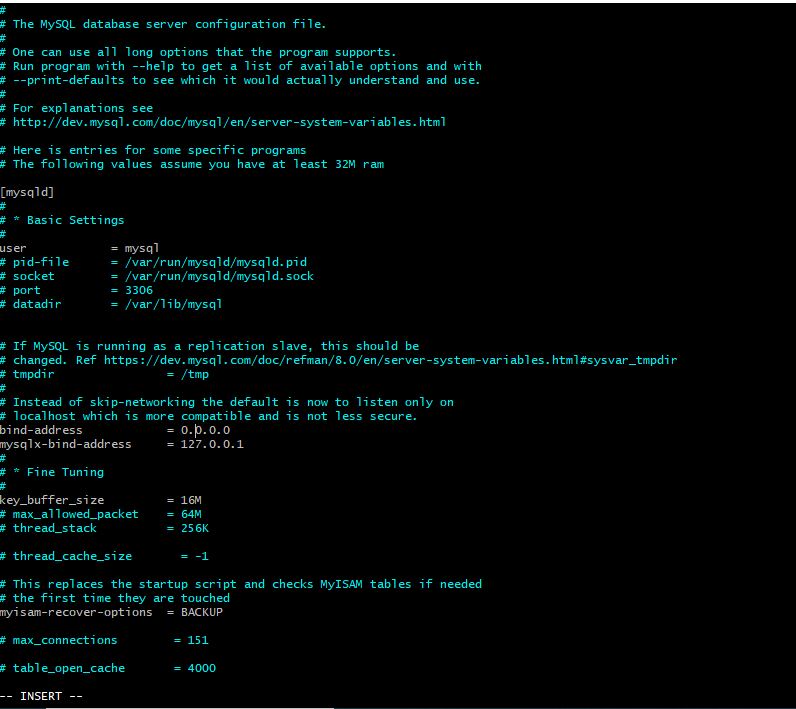 #
# The MySQL database server configuration file.
#
# One can use all long options that the program supports.
# Run program with --help to get a list of available options and with
# --print-defaults to see which it would actually understand and use.
#
# For explanations see
# http://dev.mysql.com/doc/mysql/en/server-system-variables.html

# Here is entries for some specific programs
# The following values assume you have at least 32M ram

[mysqld]
#
# * Basic Settings
#
user            = mysql
# pid-file      = /var/run/mysqld/mysqld.pid
# socket        = /var/run/mysqld/mysqld.sock
# port          = 3306
# datadir       = /var/lib/mysql


# If MySQL is running as a replication slave, this should be
# changed. Ref https://dev.mysql.com/doc/refman/8.0/en/server-system-variables.html#sysvar_tmpdir
# tmpdir                = /tmp
#
# Instead of skip-networking the default is now to listen only on
# localhost which is more compatible and is not less secure.
bind-address            = 0.0.0.0
mysqlx-bind-address     = 127.0.0.1
#
# * Fine Tuning
#
key_buffer_size         = 16M
# max_allowed_packet    = 64M
# thread_stack          = 256K

# thread_cache_size       = -1

# This replaces the startup script and checks MyISAM tables if needed
# the first time they are touched
myisam-recover-options  = BACKUP

# max_connections        = 151

# table_open_cache       = 4000

-- INSERT --